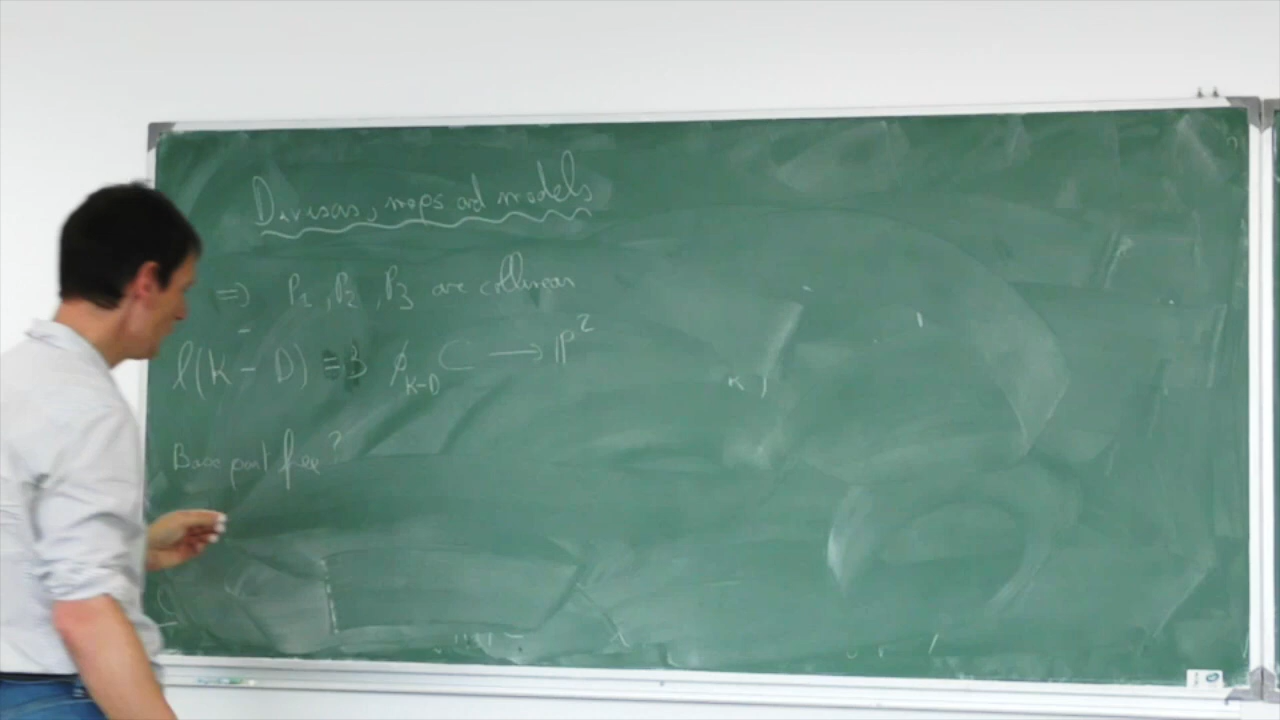 Divisors, maps and models
=> P1, P2, P3 are collinear
l(K - D) = 3 ϕ_{K-D} C → ℙ²
Base point free?